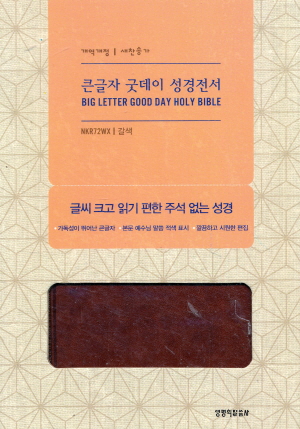 개역개정 | 새찬송가
큰글자 굿데이 성경전서
BIG LETTER GOOD DAY HOLY BIBLE
NKR72WX | 갈색
글씨 크고 읽기 편한 주석 없는 성경
• 가독성이 뛰어난 큰글자 • 본문 예수님 말씀 적색 표시 • 깔끔하고 시원한 편집
생명의말씀사